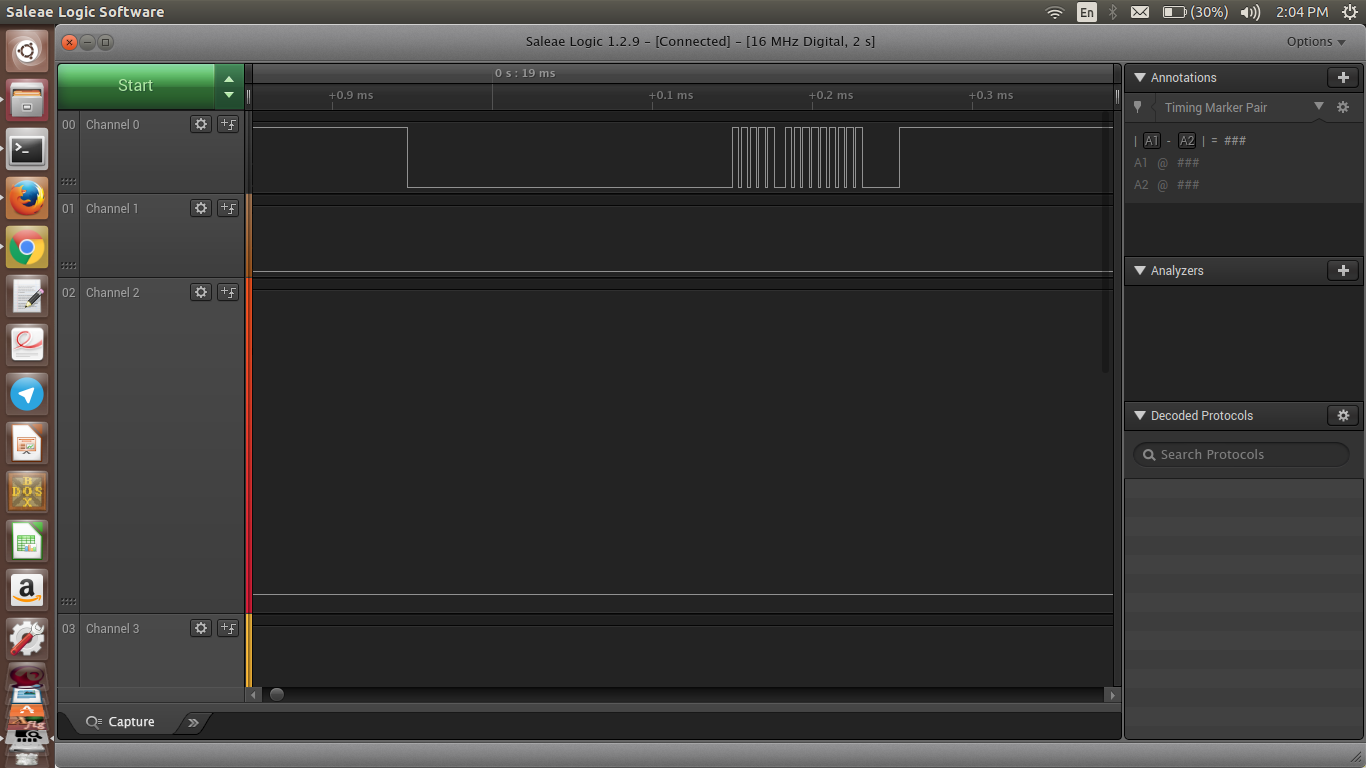 Saleae Logic Software
En
(30%)
2:04 PM
Saleae Logic 1.2.9 – [Connected] – [16 MHz Digital, 2 s]
Options
Start
0 s : 19 ms
+0.9 ms
+0.1 ms
+0.2 ms
+0.3 ms
Annotations
+
00
Channel 0
Timing Marker Pair
| A1 - A2 | = ###
A1 @ ###
A2 @ ###
01
Channel 1
Analyzers
+
02
Channel 2
Decoded Protocols
Search Protocols
BOX
DOS
03
Channel 3
Capture